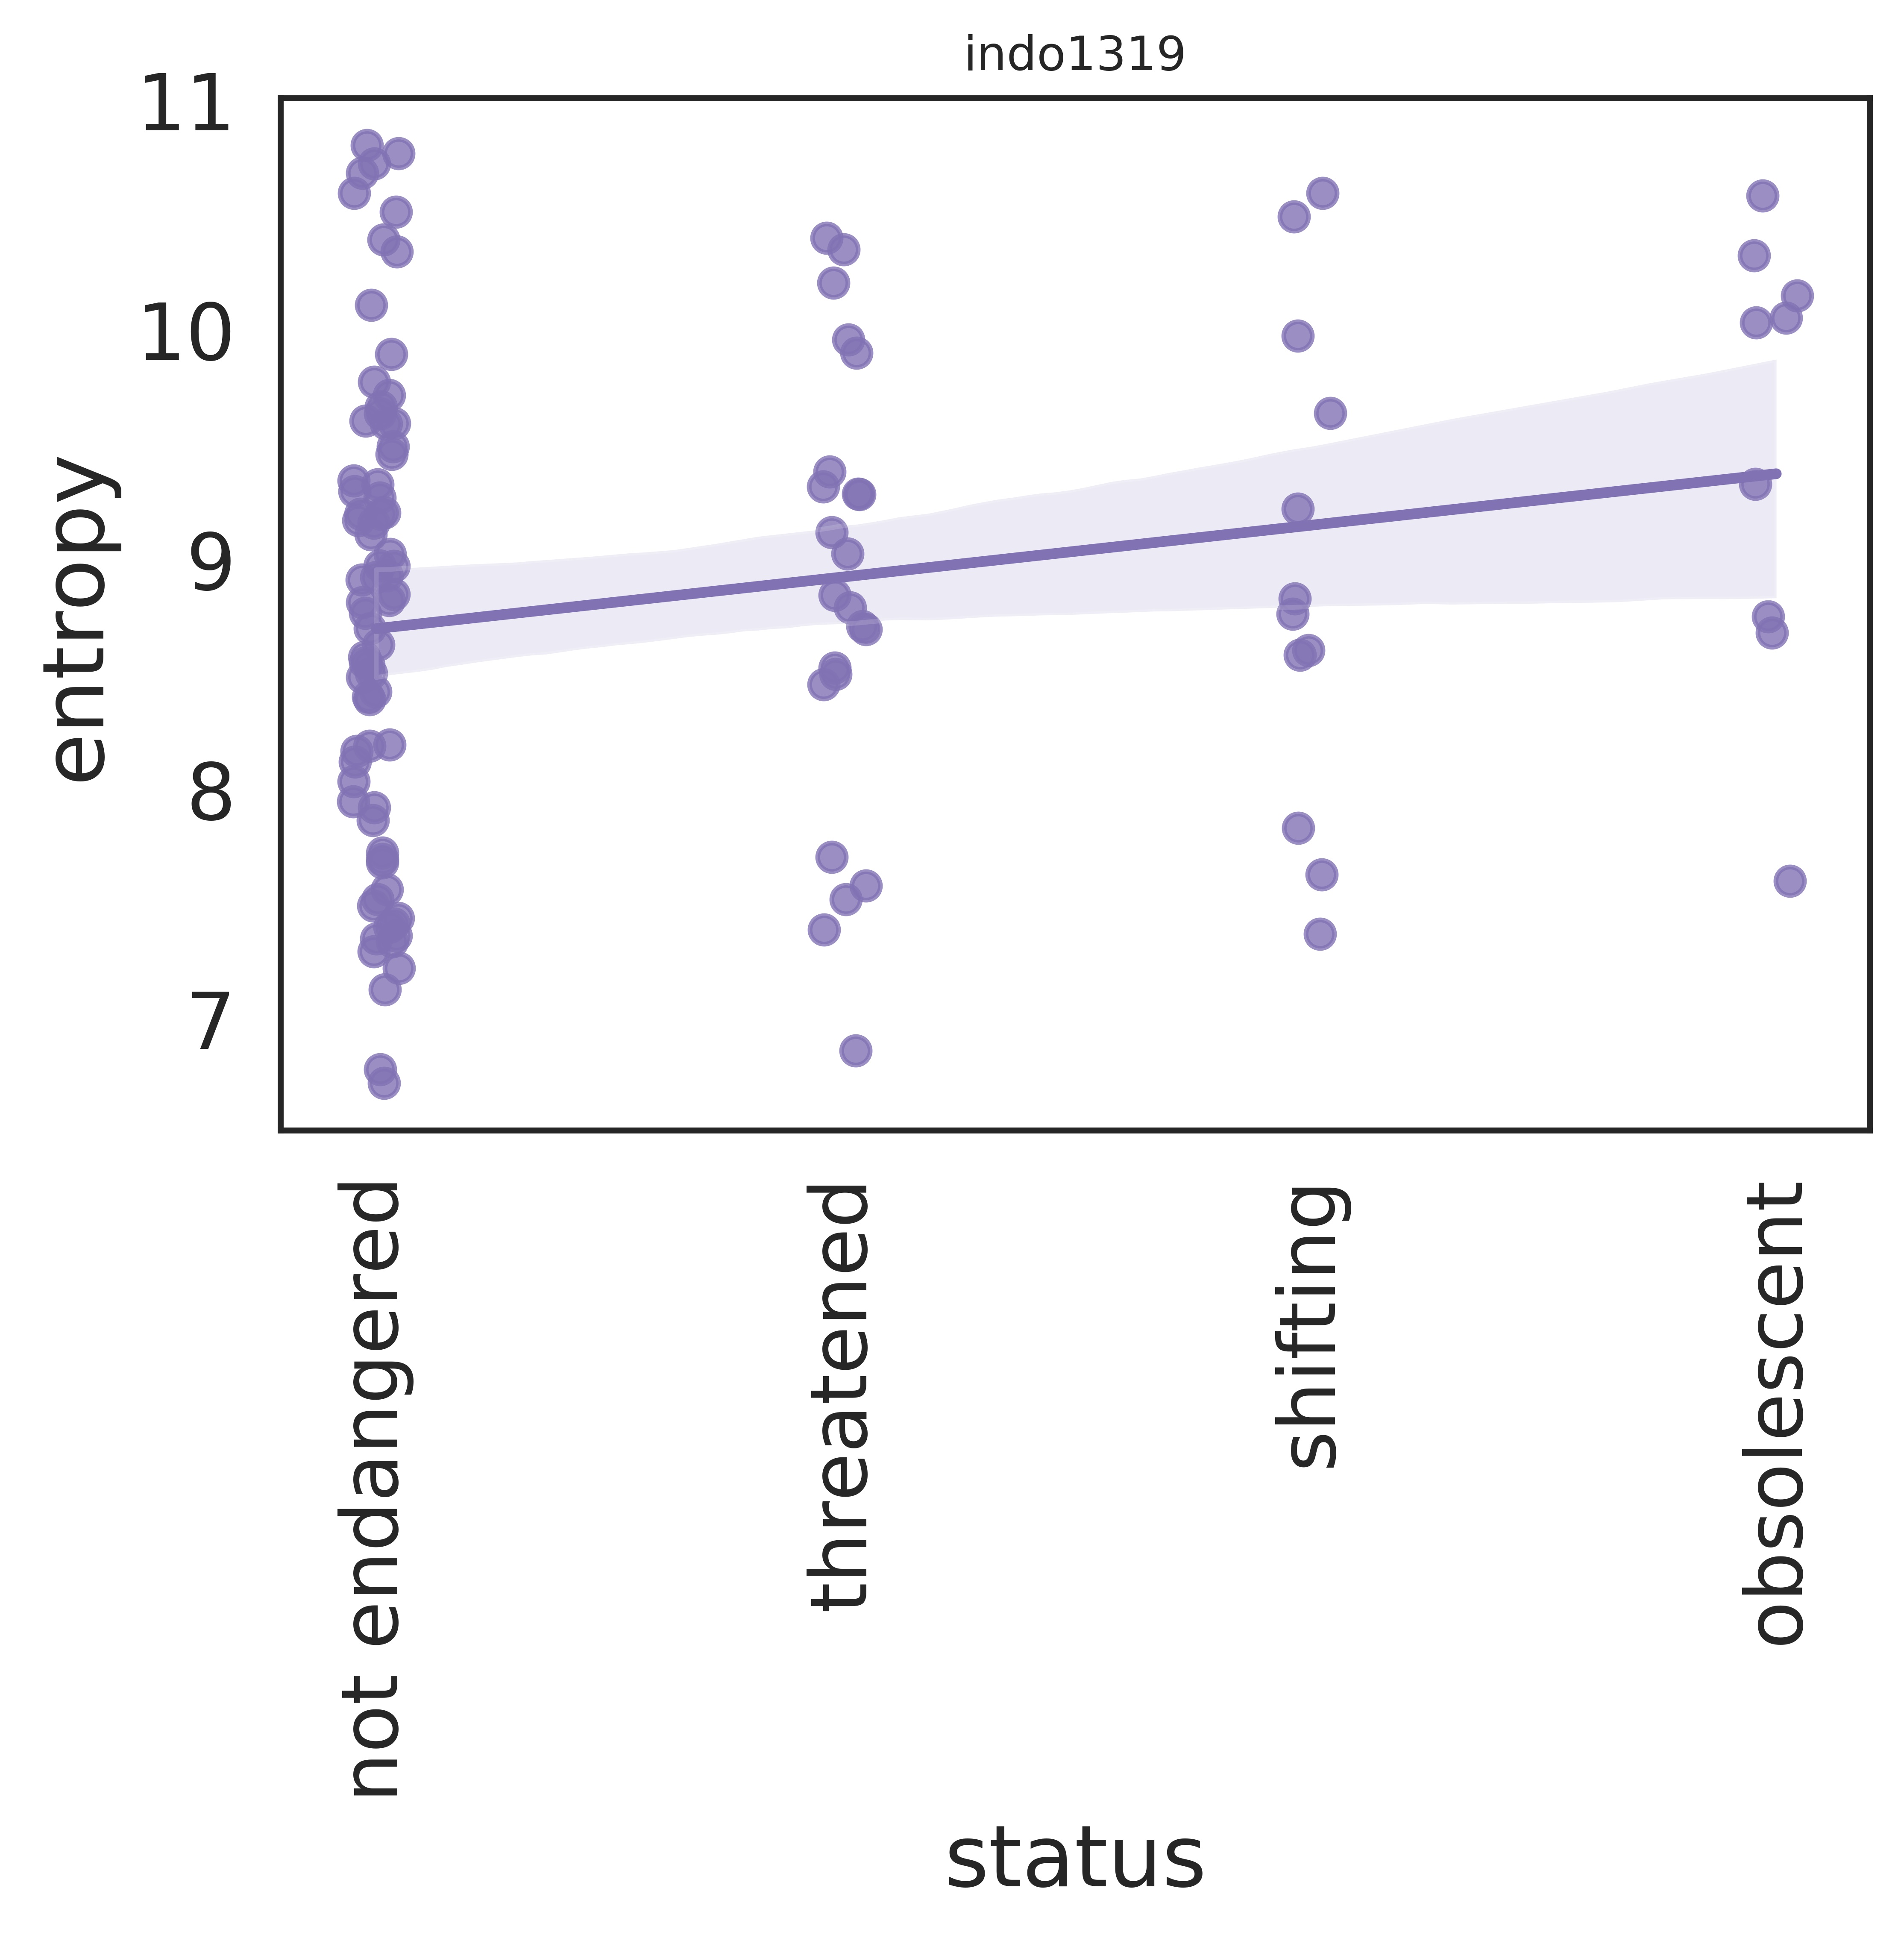 indo1319
11
10
9
8
7
entropy
not endangered
threatened
shifting
obsolescent
status